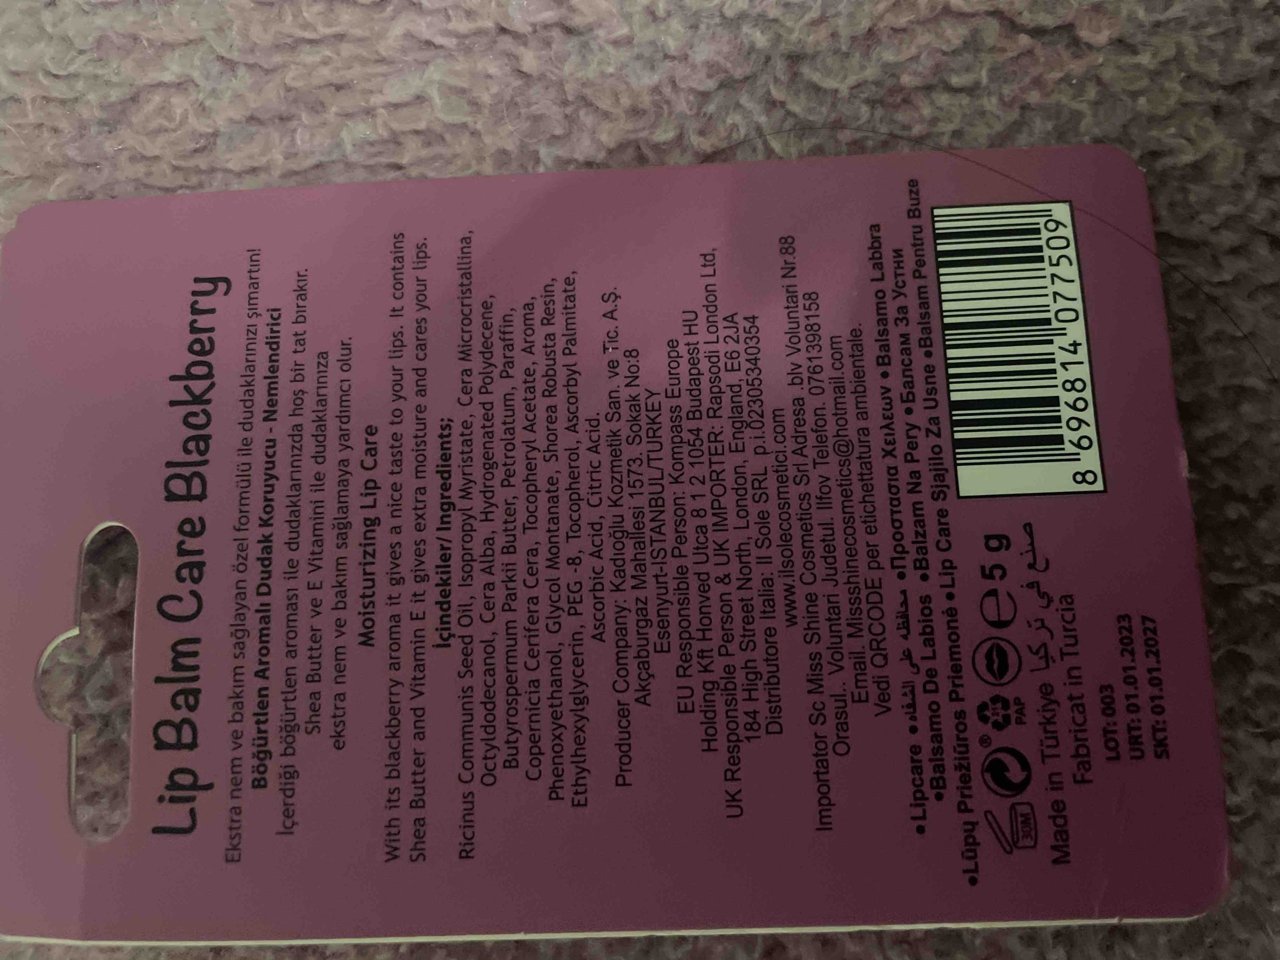 Lip Balm Care Blackberry
Ekstra nem ve bakım sağlayan özel formülü ile dudaklarınızı şımartın!
Böğürtlen Aromalı Dudak Koruyucu - Nemlendirici
İçerdiği böğürtlen aroması ile dudaklarınızda hoş bir tat bırakır.
Shea Butter ve E Vitamini ile dudaklarınıza
ekstra nem ve bakım sağlamaya yardımcı olur.
Moisturizing Lip Care
With its blackberry aroma it gives a nice taste to your lips. It contains
Shea Butter and Vitamin E it gives extra moisture and cares your lips.
İçindekiler/ Ingredients;
Ricinus Communis Seed Oil, Isopropyl Myristate, Cera Microcristallina,
Octyldodecanol, Cera Alba, Hydrogenated Polydecene,
Butyrospermum Parkii Butter, Petrolatum, Paraffin,
Copernicia Cerifera Cera, Tocopheryl Acetate, Aroma,
Phenoxyethanol, Glycol Montanate, Shorea Robusta Resin,
Ethylhexylglycerin, PEG -8, Tocopherol, Ascorbyl Palmitate,
Ascorbic Acid, Citric Acid.
Producer Company: Kadıoğlu Kozmetik San. ve Tic. A.Ş.
Akçaburgaz Mahallesi 1573. Sokak No:8
Esenyurt-ISTANBUL/TURKEY
EU Responsible Person: Kompass Europe
Holding Kft Honved Utca 8 1 2 1054 Budapest HU
UK Responsible Person & UK IMPORTER: Rapsodi London Ltd,
184 High Street North, London, England, E6 2JA
Distributore Italia: Il Sole SRL p.i.02305340354
www.ilsolecosmetici.com
Importator Sc Miss Shine Cosmetics Srl Adresa blv Voluntari Nr.88
Orasul.. Voluntari Judetul. Ilfov Telefon. 0761398158
Email. Missshinecosmetics@hotmail.com
Vedi QRCODE per etichettatura ambientale.
•Lipcare •محافظه على الشفاه •Προστασια Χειλεων •Balsamo Labbra
•Balsamo De Labios •Balzam Na Pery •Бапсам За Устни
•Lūpų Priežiūros Priemonė •Lip Care Sjajilo Za Usne •Balsam Pentru Buze
36M ® PAP e 5 g
Made in Türkiye صنع في تركيا
Fabricat in Turcia
8 696814 077509
LOT: 003
URT: 01.01.2023
SKT: 01.01.2027